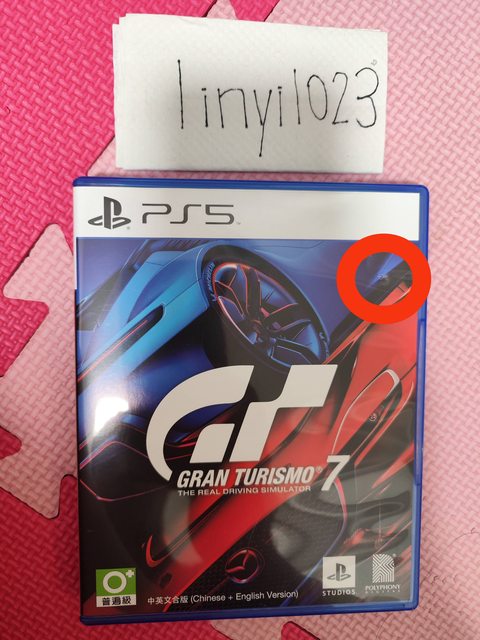 linyi1023
PS5
GT
GRAN TURISMO® 7
THE REAL DRIVING SIMULATOR
普遍級
中英文合版 (Chinese + English Version)
STUDIOS
POLYPHONY